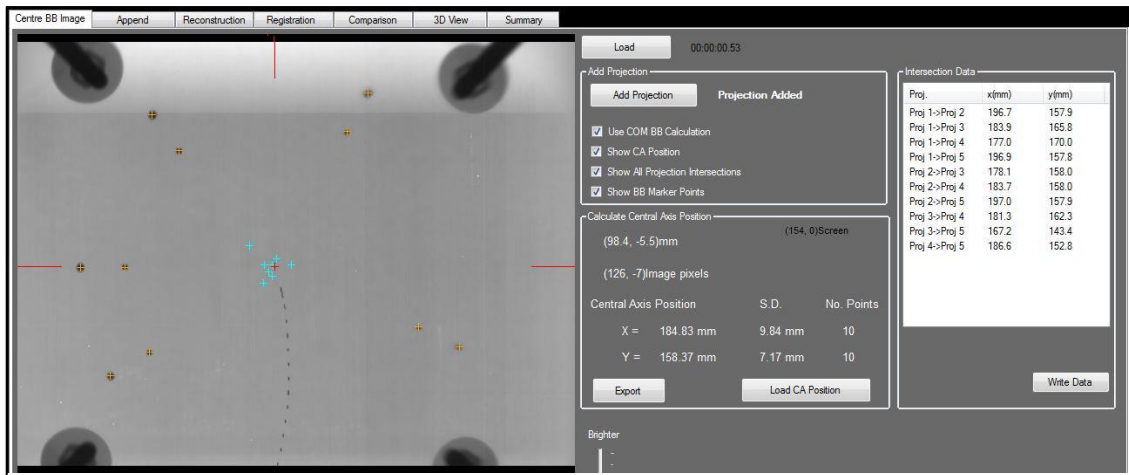 Centre BB Image Append Reconstruction Registration Comparison 3D View Summary
Load 00:00:00.53
Add Projection
Add Projection Projection Added
Use COM BB Calculation
Show CA Position
Show All Projection Intersections
Show BB Marker Points
Calculate Central Axis Position
(154, 0)Screen
(98.4, -5.5)mm
(126, -7)Image pixels
Central Axis Position S.D. No. Points
X = 184.83 mm 9.84 mm 10
Y = 158.37 mm 7.17 mm 10
Export Load CA Position
Brighter
Intersection Data
Proj. x(mm) y(mm)
Proj 1->Proj 2 196.7 157.9
Proj 1->Proj 3 183.9 165.8
Proj 1->Proj 4 177.0 170.0
Proj 1->Proj 5 196.9 157.8
Proj 2->Proj 3 178.1 158.0
Proj 2->Proj 4 183.7 158.0
Proj 2->Proj 5 197.0 157.9
Proj 3->Proj 4 181.3 162.3
Proj 3->Proj 5 167.2 143.4
Proj 4->Proj 5 186.6 152.8
Write Data